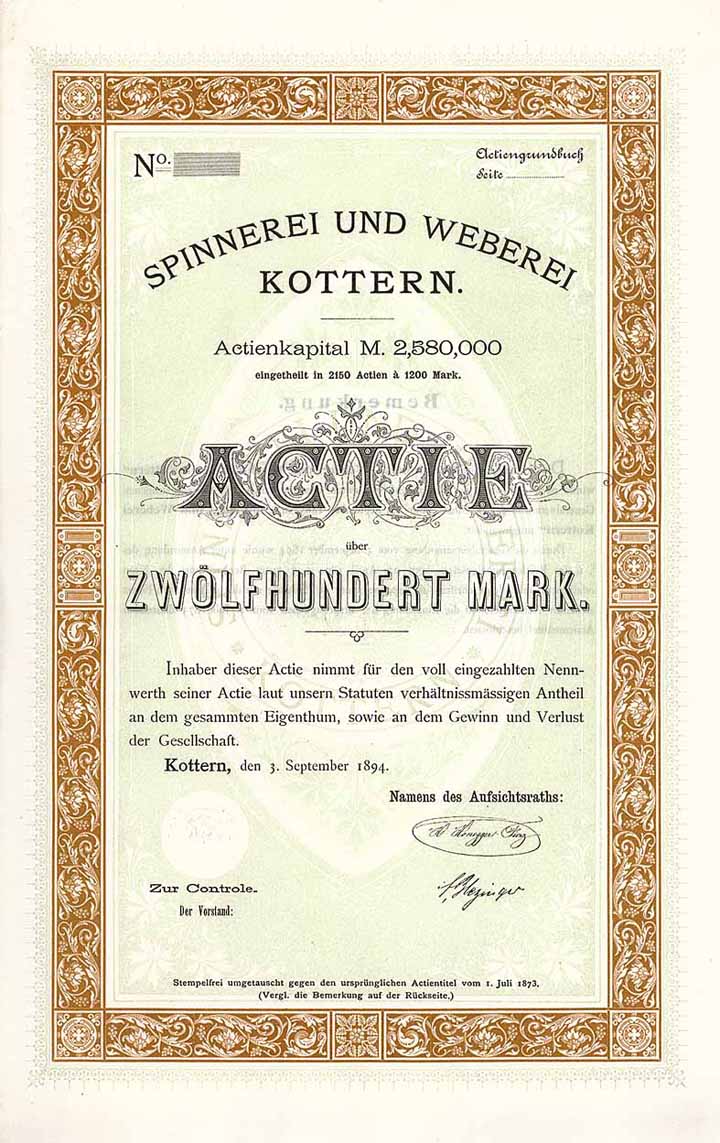 No.
Actiengrundbuch
Seite
SPINNEREI UND WEBEREI
KOTTERN.
Actienkapital M. 2,580,000
eingetheilt in 2150 Actien à 1200 Mark.
Bemerkung.
ACTIE
über
ZWÖLFHUNDERT MARK.
Inhaber dieser Actie nimmt für den voll eingezahlten Nenn-
werth seiner Actie laut unsern Statuten verhältnissmässigen Antheil
an dem gesammten Eigenthum, sowie an dem Gewinn und Verlust
der Gesellschaft.
Kottern, den 3. September 1894.
Namens des Aufsichtsraths:
Zur Controle.
Der Vorstand:
Stempelfrei umgetauscht gegen den ursprünglichen Actientitel vom 1. Juli 1873.
(Vergl. die Bemerkung auf der Rückseite.)